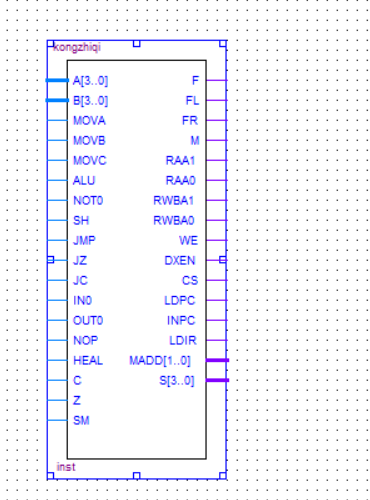 kongzhiqi
A[3..0] F
B[3..0] FL
MOVA FR
MOVB M
MOVC RAA1
ALU RAA0
NOT0 RWBA1
SH RWBA0
JMP WE
JZ DXEN
JC CS
IN0 LDPC
OUT0 INPC
NOP LDIR
HEAL MADD[1..0]
C S[3..0]
Z
SM
inst